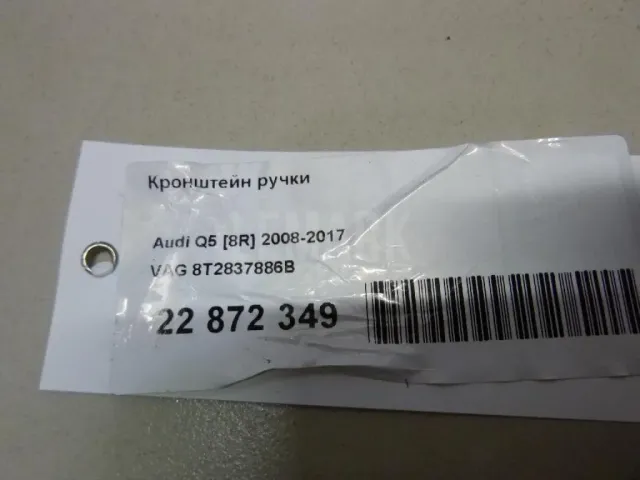 Кронштейн ручки
Audi Q5 [8R] 2008-2017
VAG 8T2837886B
22 872 349